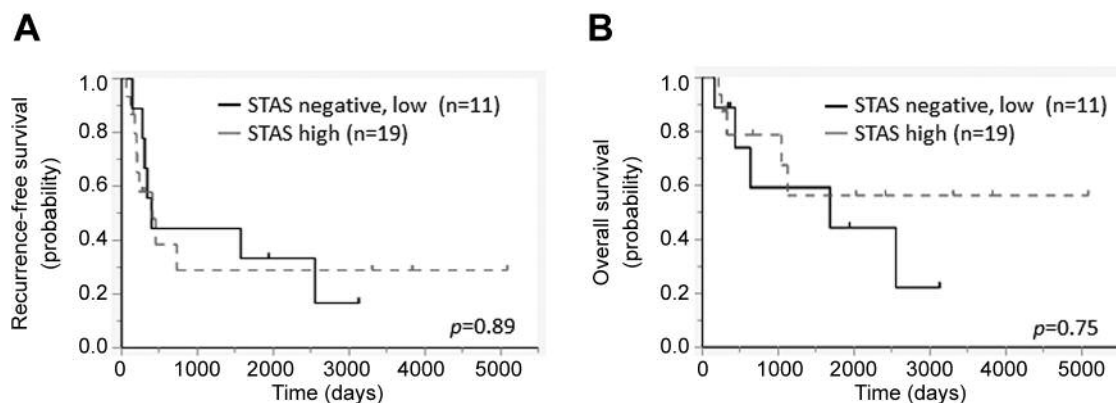 A
Recurrence-free survival
(probability)
1.0
0.8
0.6
0.4
0.2
0.0
STAS negative, low (n=11)
STAS high (n=19)
p=0.89
0 1000 2000 3000 4000 5000
Time (days)
B
Overall survival
(probability)
1.0
0.8
0.6
0.4
0.2
0.0
STAS negative, low (n=11)
STAS high (n=19)
p=0.75
0 1000 2000 3000 4000 5000
Time (days)